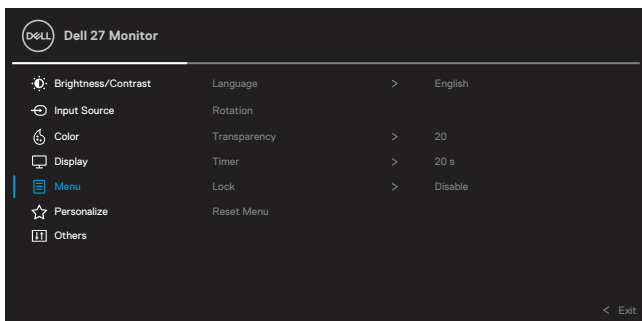 DELL Dell 27 Monitor
Brightness/Contrast Language > English
Input Source Rotation
Color Transparency > 20
Display Timer > 20 s
Menu Lock > Disable
Personalize Reset Menu
Others
< Exit